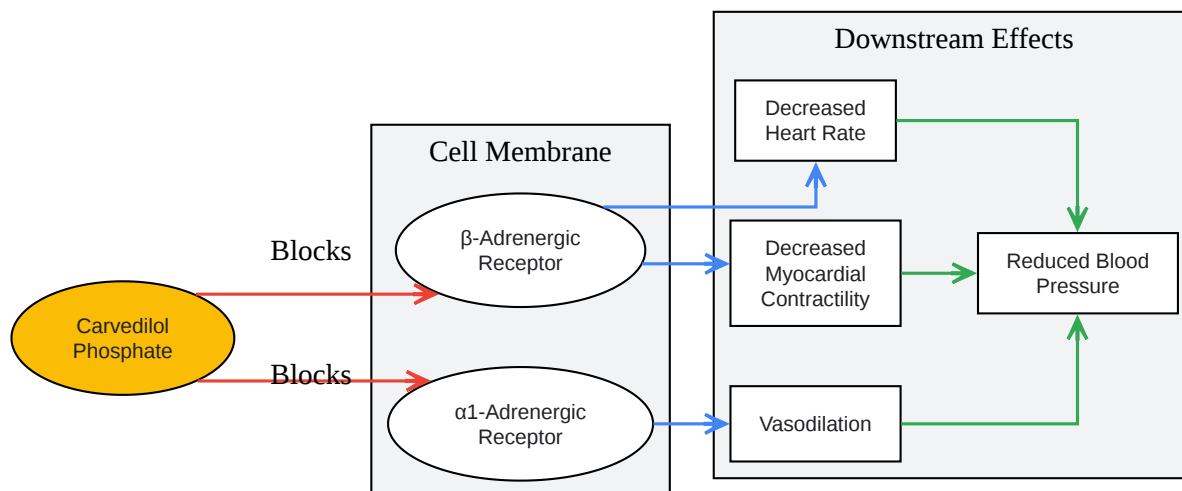 Downstream Effects
Decreased
Heart Rate
Cell Membrane
β-Adrenergic
Receptor
Blocks
Decreased
Myocardial
Contractility
Reduced Blood
Pressure
Carvedilol
Phosphate
Blocks
α1-Adrenergic
Receptor
Vasodilation